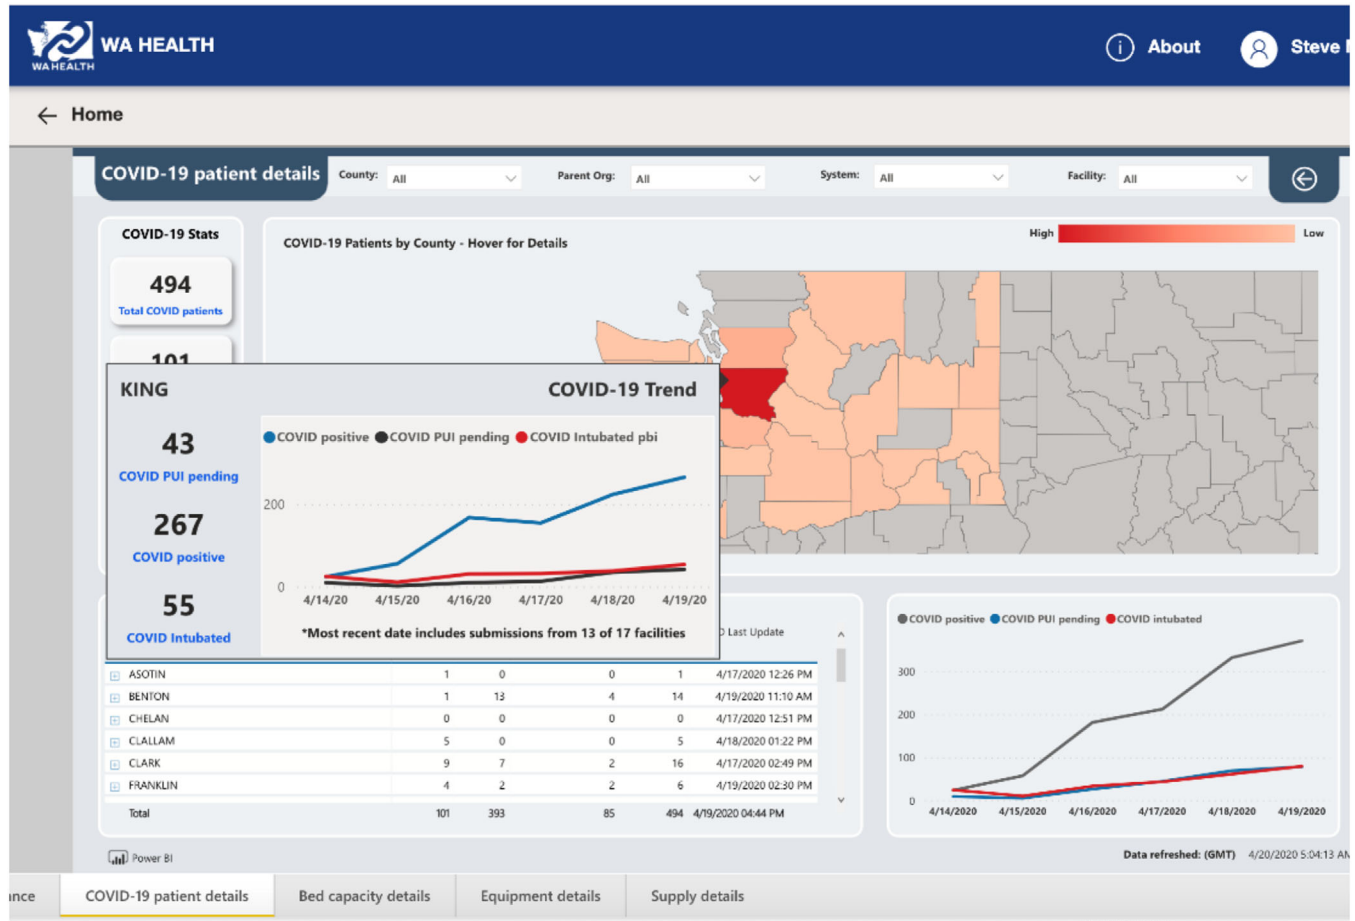 WA HEALTH
WA HEALTH
About
Steve
Home
COVID-19 patient details
County: All
Parent Org: All
System: All
Facility: All
COVID-19 Stats
494
Total COVID patients
101
COVID-19 Patients by County - Hover for Details
High
Low
KING
COVID-19 Trend
43
COVID PUI pending
267
COVID positive
55
COVID Intubated
COVID positive COVID PUI pending COVID Intubated pbi
200
0
4/14/20 4/15/20 4/16/20 4/17/20 4/18/20 4/19/20
*Most recent date includes submissions from 13 of 17 facilities
Last Update
ASOTIN 1 0 0 1 4/17/2020 12:26 PM
BENTON 1 13 4 14 4/19/2020 11:10 AM
CHELAN 0 0 0 0 4/17/2020 12:51 PM
CLALLAM 5 0 0 5 4/18/2020 01:22 PM
CLARK 9 7 2 16 4/17/2020 02:49 PM
FRANKLIN 4 2 2 6 4/19/2020 02:30 PM
Total 101 393 85 494 4/19/2020 04:44 PM
COVID positive COVID PUI pending COVID intubated
300
200
100
0
4/14/2020 4/15/2020 4/16/2020 4/17/2020 4/18/2020 4/19/2020
Power BI
Data refreshed: (GMT) 4/20/2020 5:04:13 AM
nce
COVID-19 patient details
Bed capacity details
Equipment details
Supply details